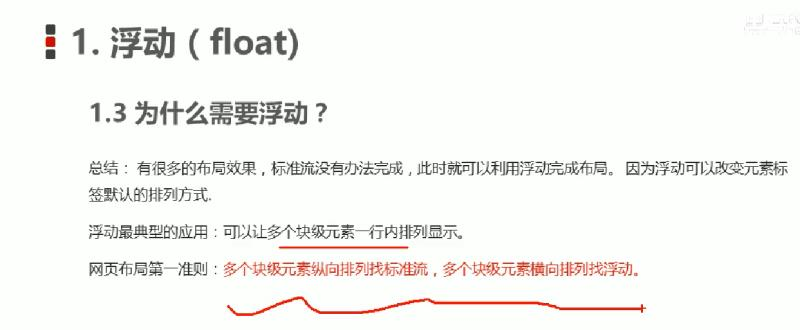 1. 浮动（float)
1.3 为什么需要浮动？
总结： 有很多的布局效果，标准流没有办法完成，此时就可以利用浮动完成布局。 因为浮动可以改变元素标
签默认的排列方式.
浮动最典型的应用：可以让多个块级元素一行内排列显示。
网页布局第一准则：多个块级元素纵向排列找标准流，多个块级元素横向排列找浮动。